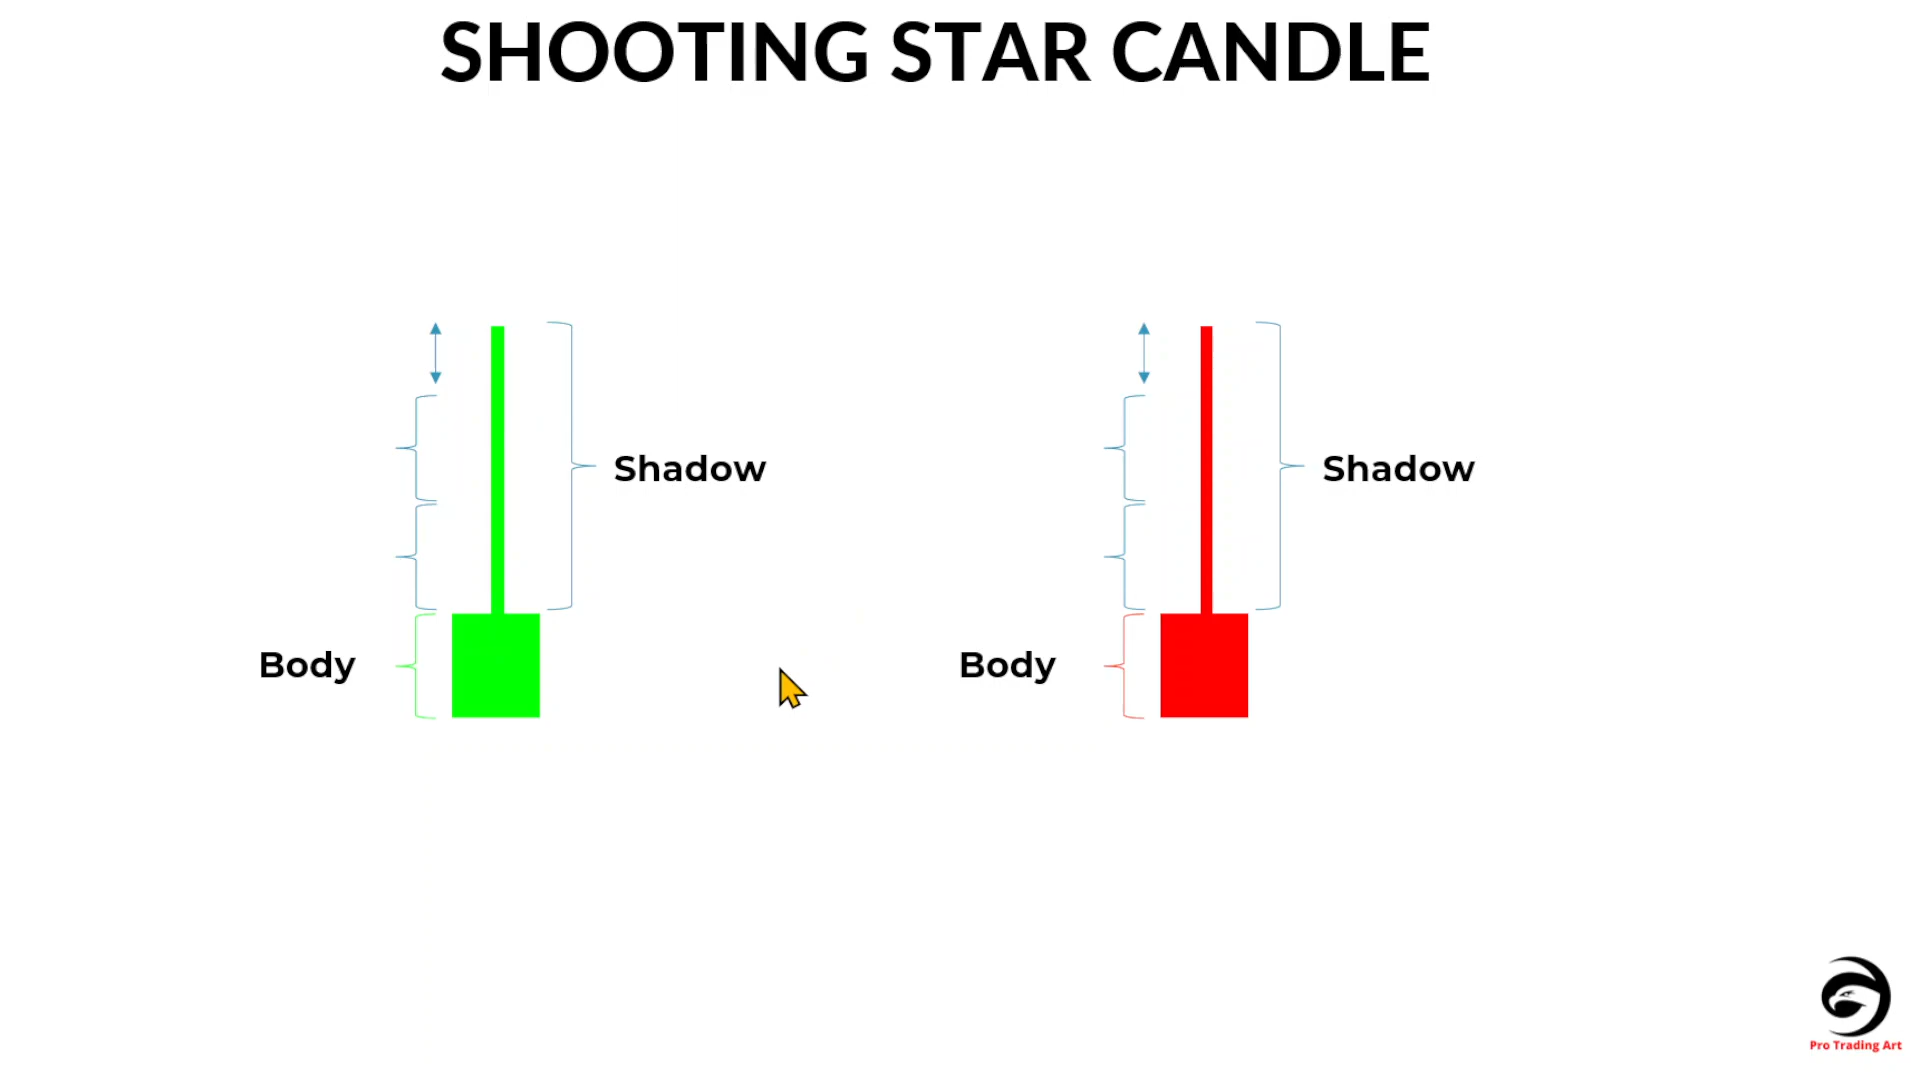 SHOOTING STAR CANDLE
Shadow
Shadow
Body
Body
Pro Trading Art